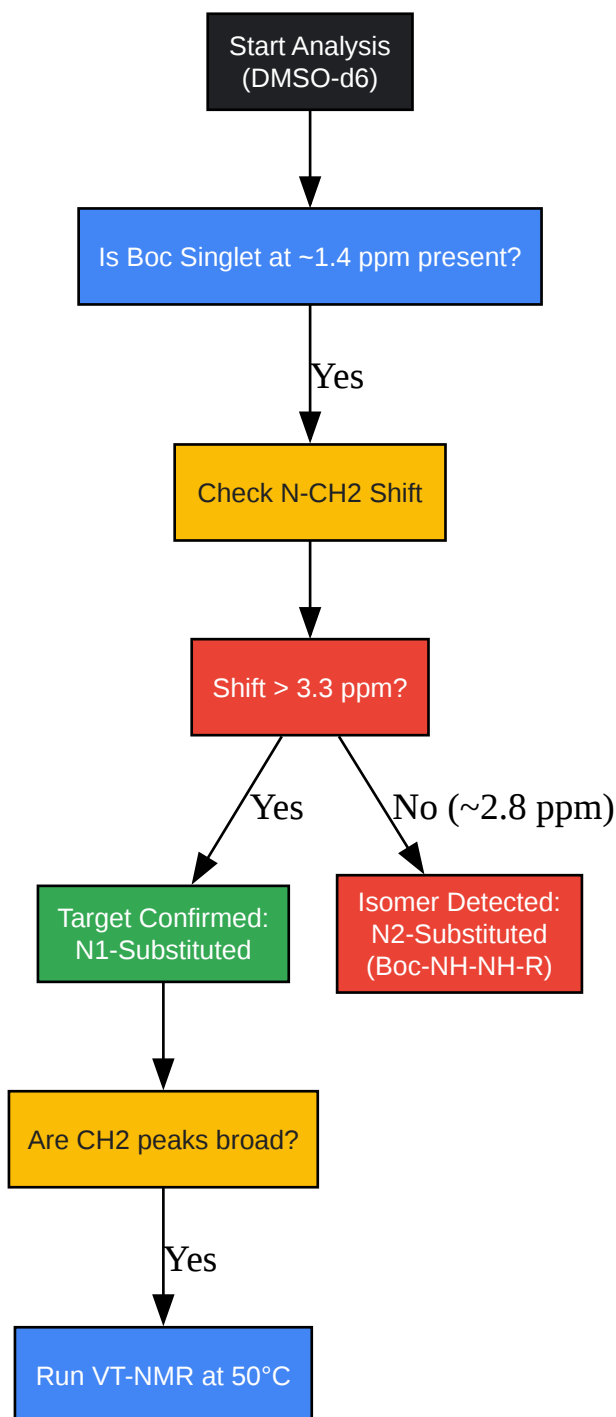 Start Analysis
(DMSO-d6)
Is Boc Singlet at ~1.4 ppm present?
Yes
Check N-CH2 Shift
Shift > 3.3 ppm?
Yes
No (~2.8 ppm)
Target Confirmed:
N1-Substituted
Isomer Detected:
N2-Substituted
(Boc-NH-NH-R)
Are CH2 peaks broad?
Yes
Run VT-NMR at 50°C